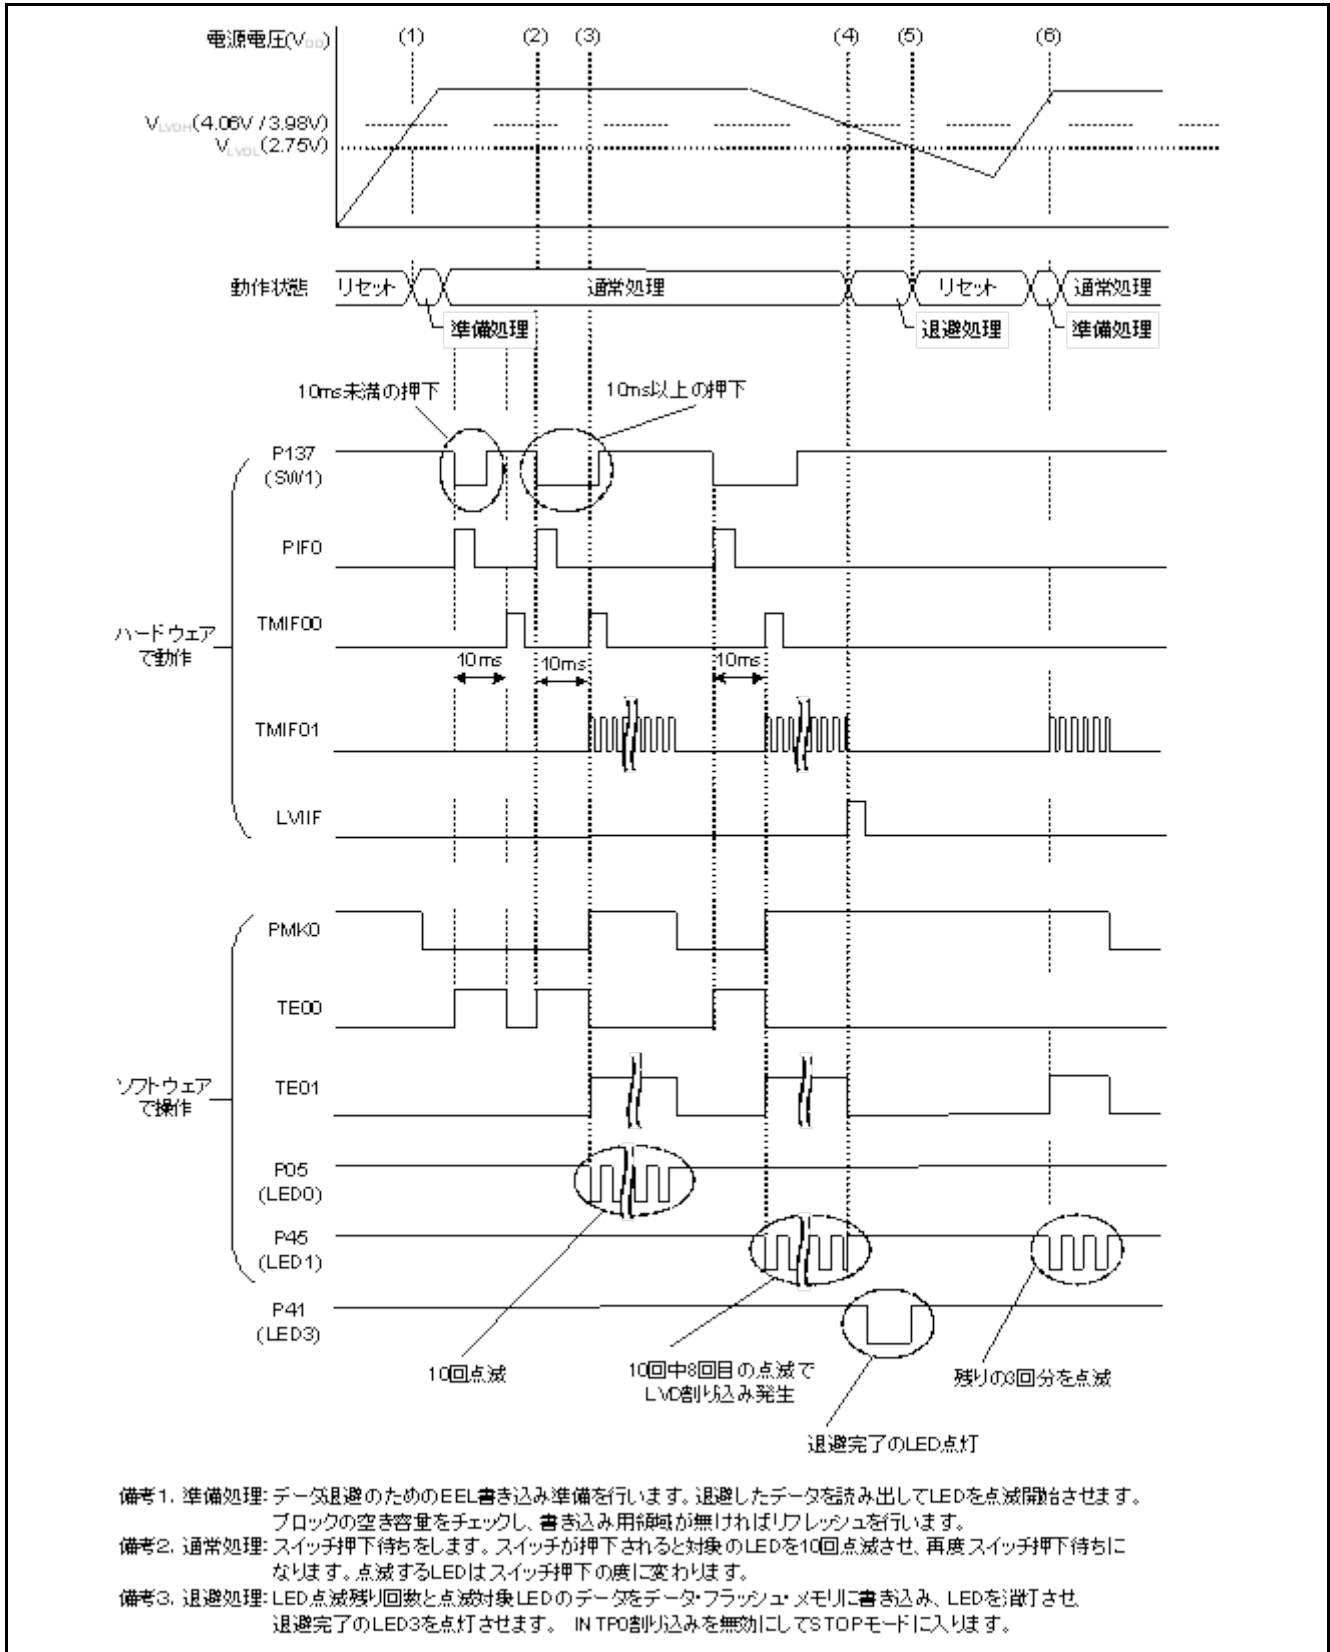 電源電圧(VDD)
(1)
(2)
(3)
(4)
(5)
(6)
VLVDH(4.06V /3.98V)
VLVDL(2.75V)
動作状態
リセット
通常処理
リセット
通常処理
準備処理
退避処理
準備処理
10ms未満の押下
10ms以上の押下
P137
(SW1)
PIF0
TMIF00
ハードウェア
で動作
10ms
10ms
10ms
TMIF01
LVIIF
PMK0
TE00
ソフトウェア
で操作
TE01
P05
(LED0)
P45
(LED1)
P41
(LED3)
10回点滅
10回中8回目の点滅で
LVD割り込み発生
残りの3回分を点滅
退避完了のLED点灯
備考1. 準備処理: データ退避のためのEEL書き込み準備を行います。退避したデータを読み出してLEDを点滅開始させます。
ブロックの空き容量をチェックし、書き込み用領域が無ければリフレッシュを行います。
備考2. 通常処理: スイッチ押下待ちをします。スイッチが押下されると対象のLEDを10回点滅させ、再度スイッチ押下待ちに
なります。点滅するLEDはスイッチ押下の度に変わります。
備考3. 退避処理: LED点滅残り回数と点滅対象LEDのデータをデータ・フラッシュ・メモリに書き込み、LEDを消灯させ
退避完了のLED3を点灯させます。 INTP0割り込みを無効にしてSTOPモードに入ります。